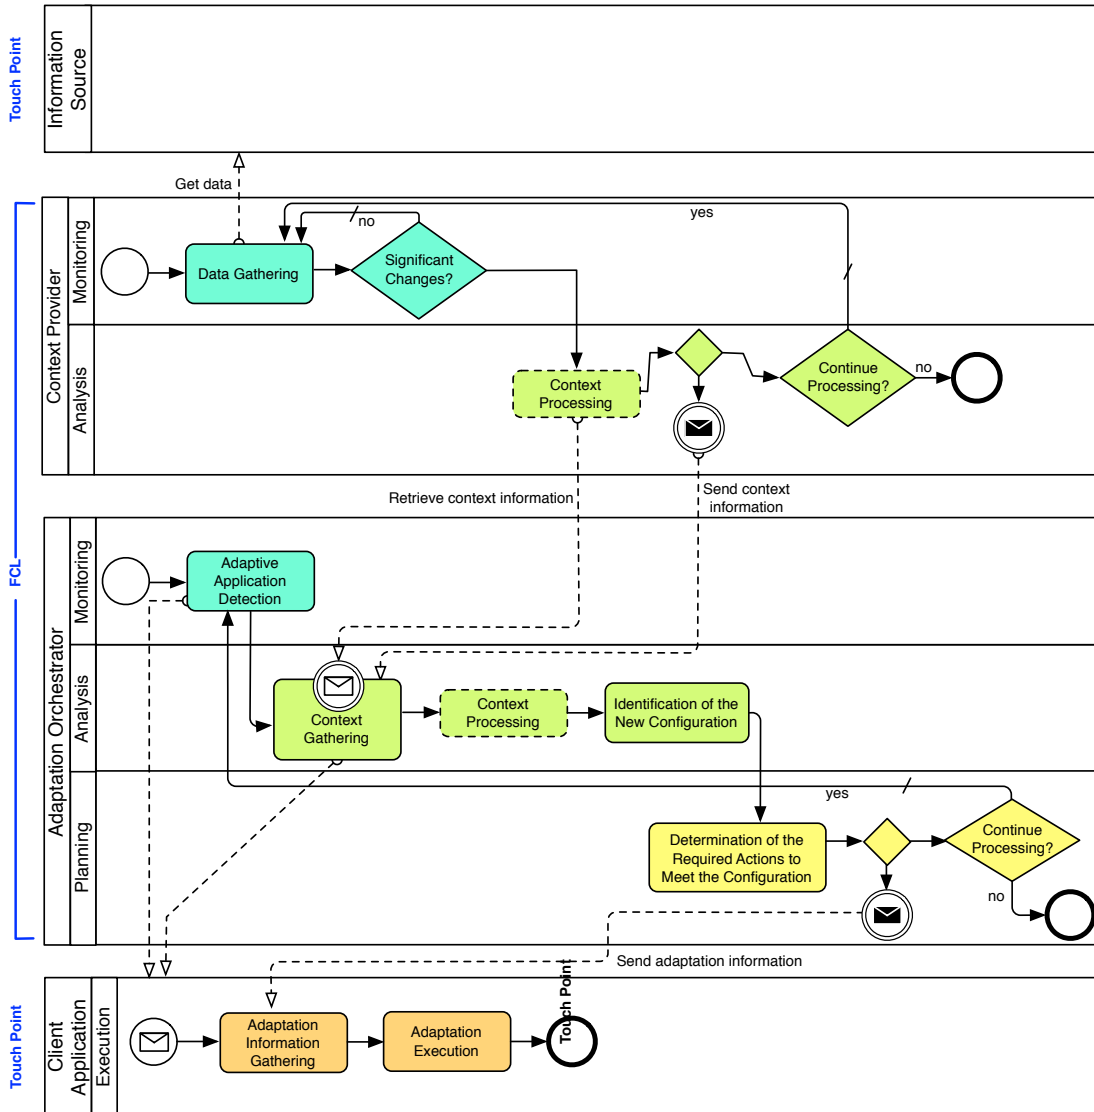 Touch Point
Information
Source
Get data
FCL
Context Provider
Monitoring
Data Gathering
Significant
Changes?
no
yes
Analysis
Context
Processing
Continue
Processing?
no
Retrieve context information
Send context
information
Adaptation Orchestrator
Monitoring
Adaptive
Application
Detection
Analysis
Context
Gathering
Context
Processing
Identification of the
New Configuration
Planning
yes
Determination of the
Required Actions to
Meet the Configuration
Continue
Processing?
no
Send adaptation information
Touch Point
Client
Application
Execution
Adaptation
Information
Gathering
Adaptation
Execution
Touch Point